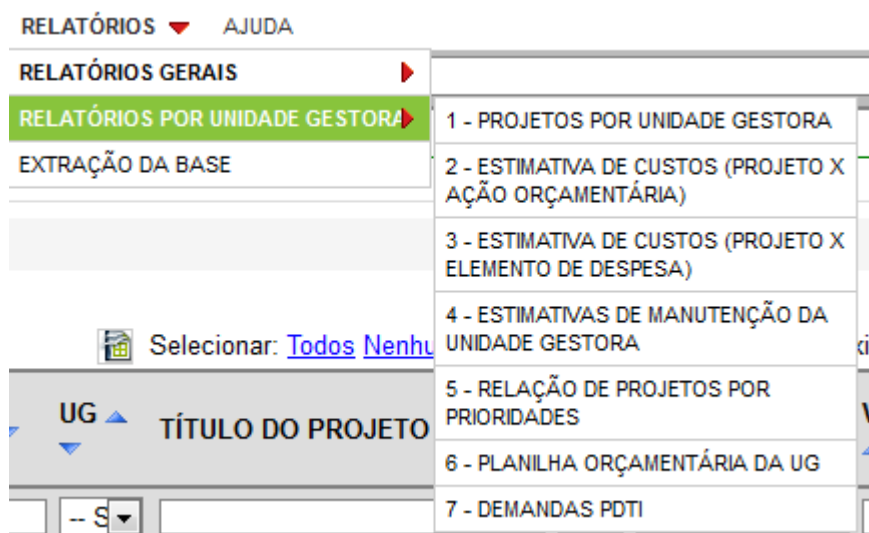 RELATÓRIOS AJUDA
RELATÓRIOS GERAIS
RELATÓRIOS POR UNIDADE GESTORA
EXTRAÇÃO DA BASE
1 - PROJETOS POR UNIDADE GESTORA
2 - ESTIMATIVA DE CUSTOS (PROJETO X
AÇÃO ORÇAMENTÁRIA)
3 - ESTIMATIVA DE CUSTOS (PROJETO X
ELEMENTO DE DESPESA)
4 - ESTIMATIVAS DE MANUTENÇÃO DA
UNIDADE GESTORA
5 - RELAÇÃO DE PROJETOS POR
PRIORIDADES
6 - PLANILHA ORÇAMENTÁRIA DA UG
7 - DEMANDAS PDTI
Selecionar: Todos Nenhu
UG TÍTULO DO PROJETO
-- S